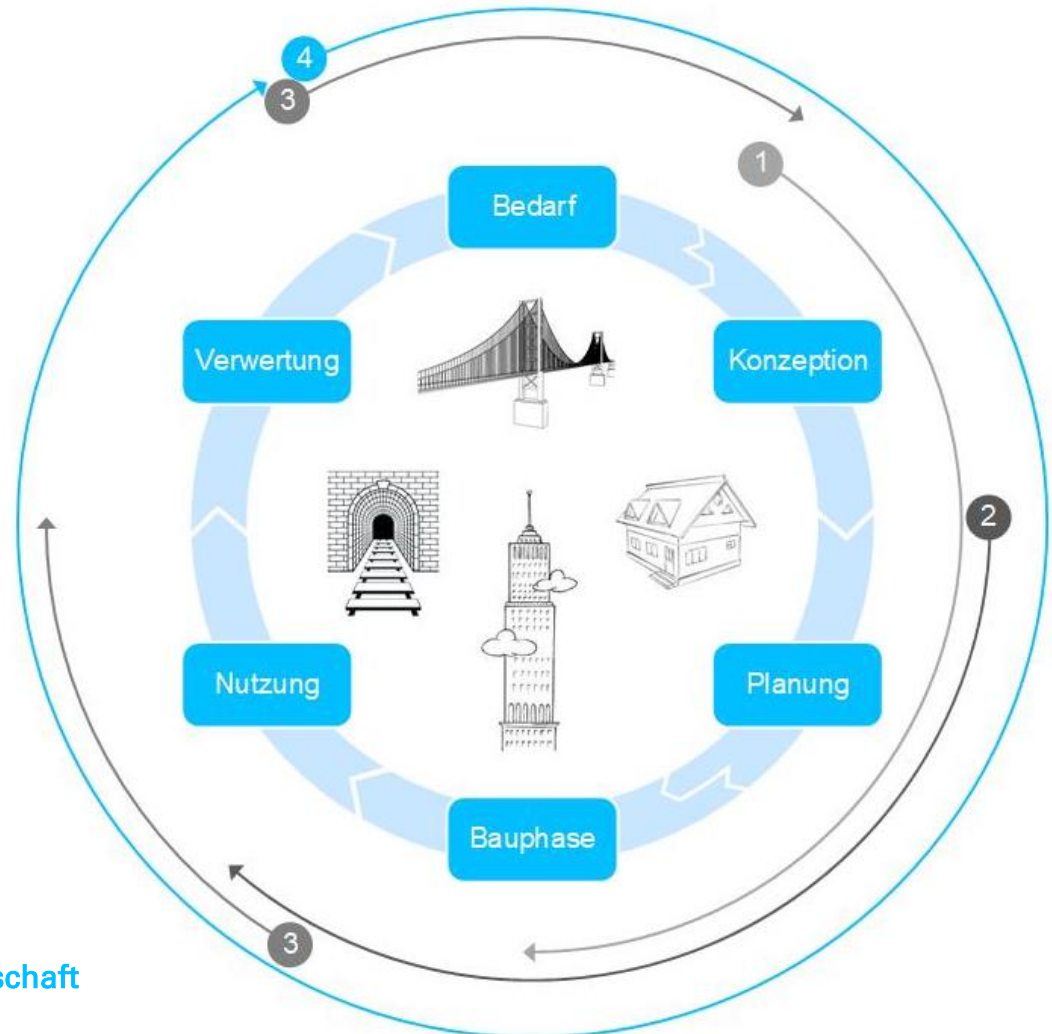 4
3
1
Bedarf
Verwertung
Konzeption
2
Nutzung
Planung
Bauphase
3
schaft